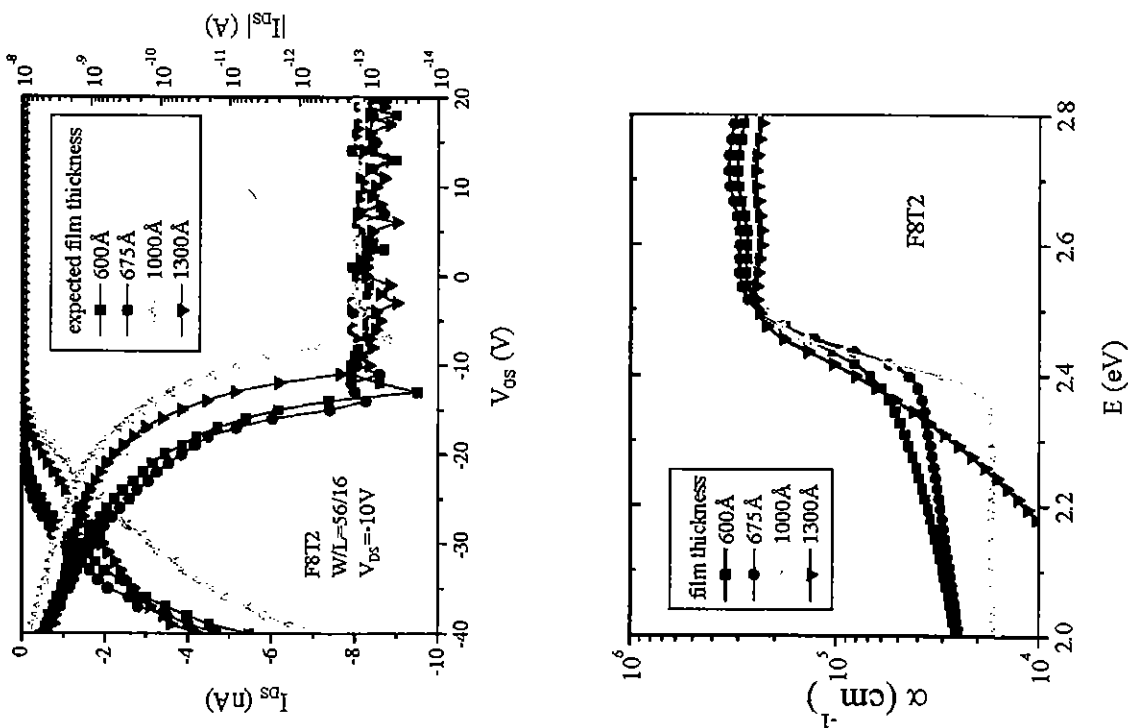 |I_DS| (A)
10^-8
10^-9
10^-10
10^-11
10^-12
10^-13
10^-14
expected film thickness
600Å
675Å
1000Å
1300Å
F8T2
W/L=56/16
V_DS=-10V
20
10
0
-10
-20
-30
-40
V_GS (V)
0
-2
-4
-6
-8
-10
I_DS (nA)
film thickness
600Å
675Å
1000Å
1300Å
F8T2
10^6
10^5
10^4
α (cm^-1)
2.0
2.2
2.4
2.6
2.8
E (eV)